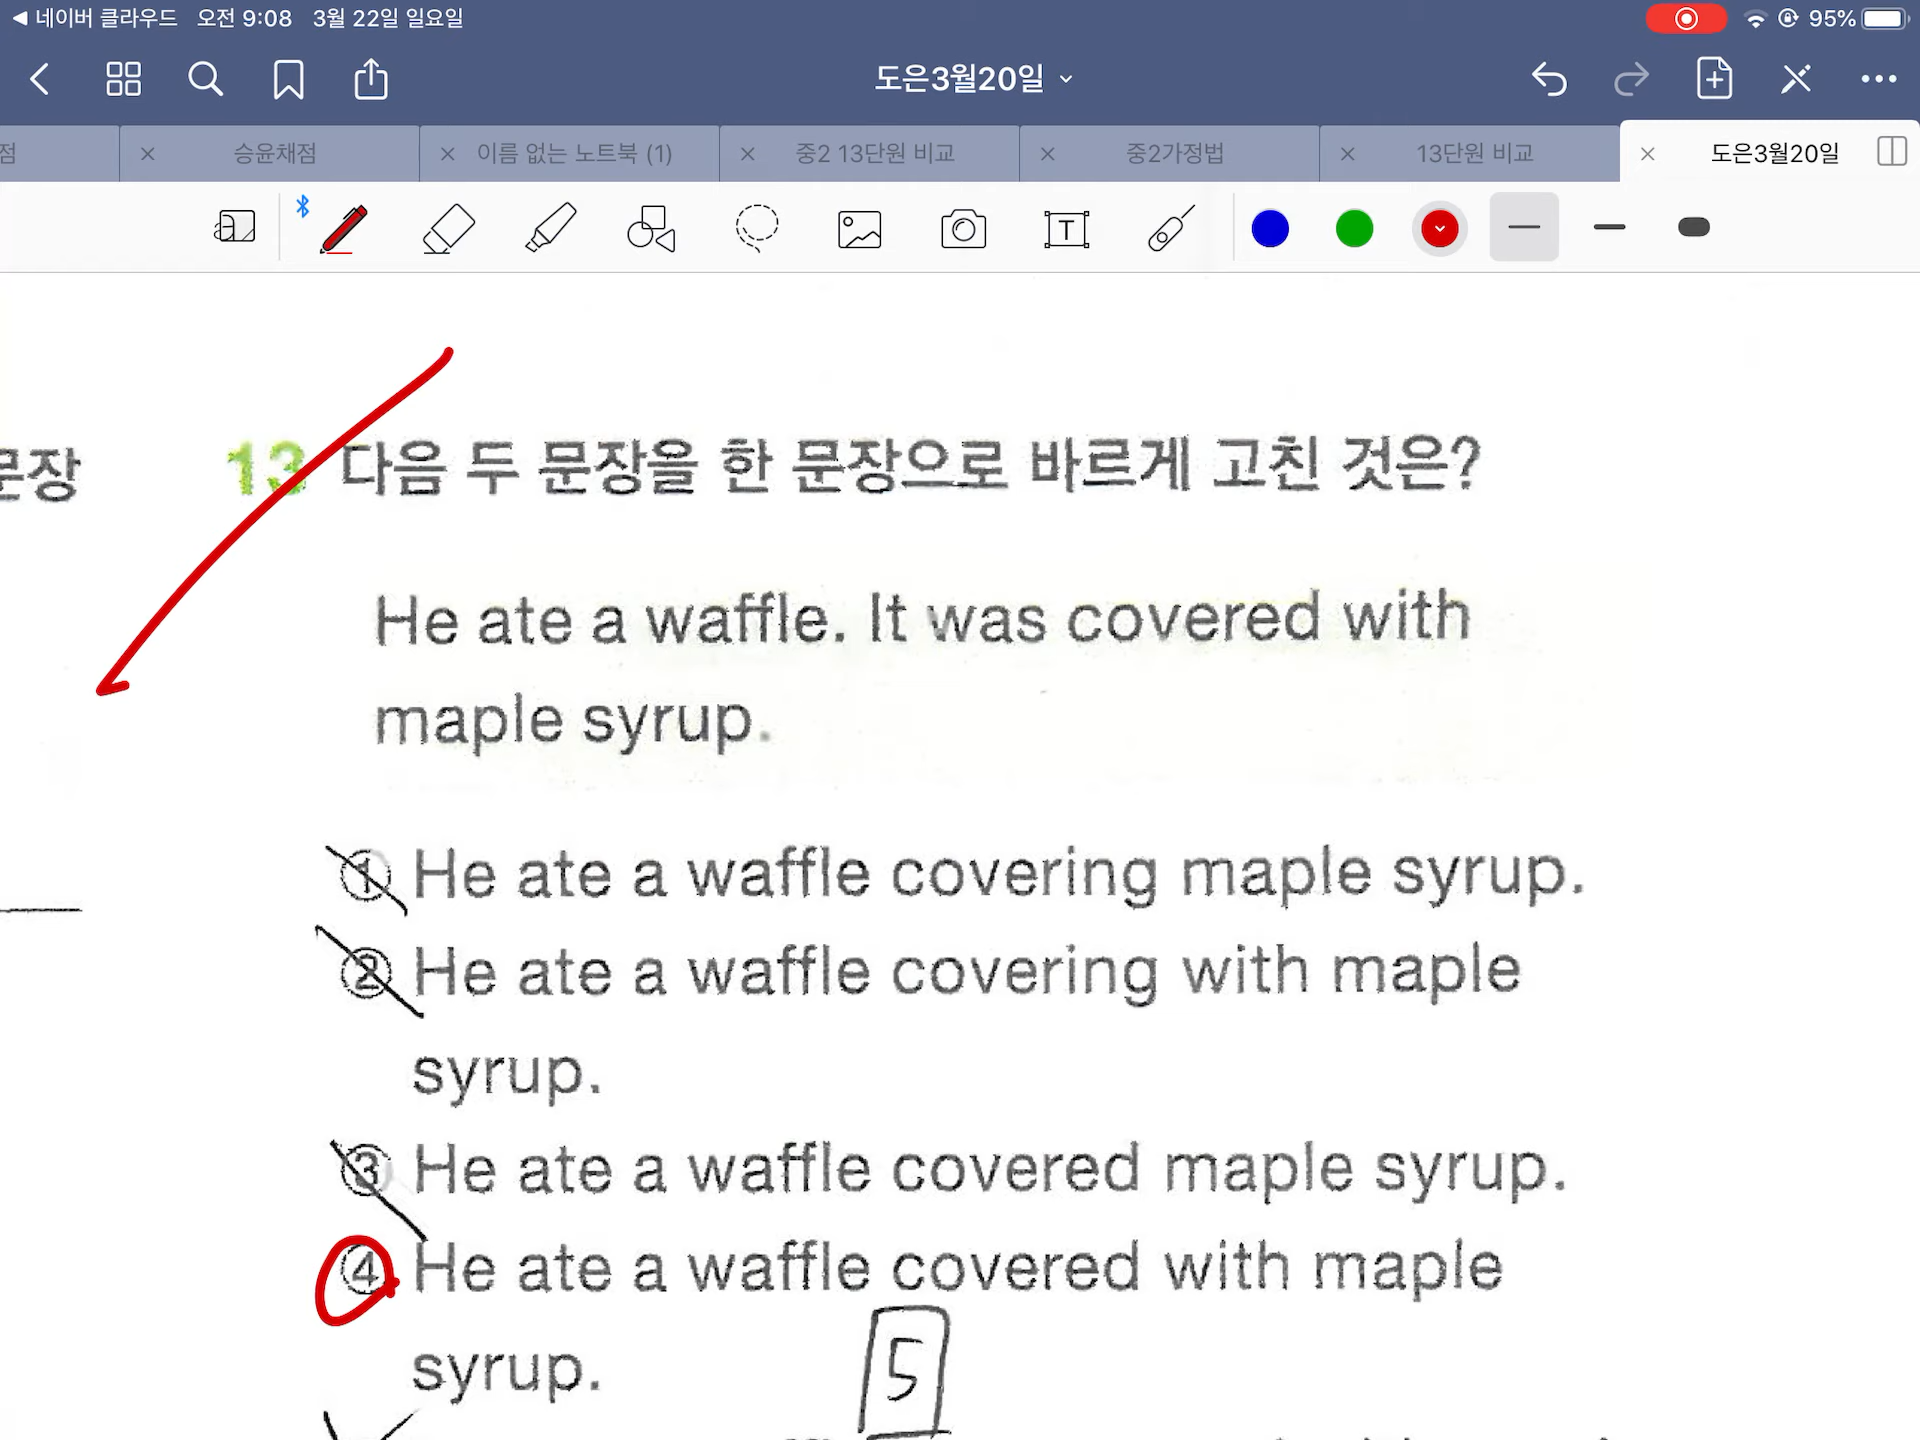 ◀ 네이버 클라우드 오전 9:08 3월 22일 일요일 95%
도은3월20일
점 승윤채점 이름 없는 노트북 (1) 중2 13단원 비교 중2가정법 13단원 비교 도은3월20일
문장
13 다음 두 문장을 한 문장으로 바르게 고친 것은?
He ate a waffle. It was covered with
maple syrup.
① He ate a waffle covering maple syrup.
② He ate a waffle covering with maple
syrup.
③ He ate a waffle covered maple syrup.
④ He ate a waffle covered with maple
syrup.
5